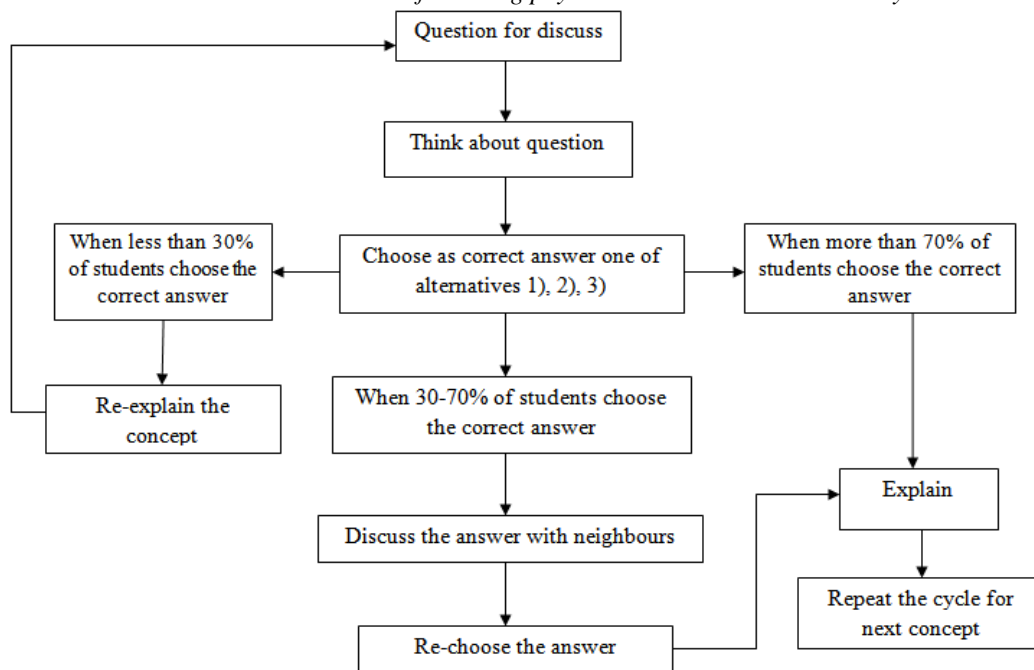 Question for discuss
Think about question
When less than 30%
of students choose the
correct answer
Choose as correct answer one of
alternatives 1), 2), 3)
When more than 70% of
students choose the correct
answer
Re-explain the
concept
When 30-70% of students choose
the correct answer
Explain
Discuss the answer with neighbours
Repeat the cycle for
next concept
Re-choose the answer